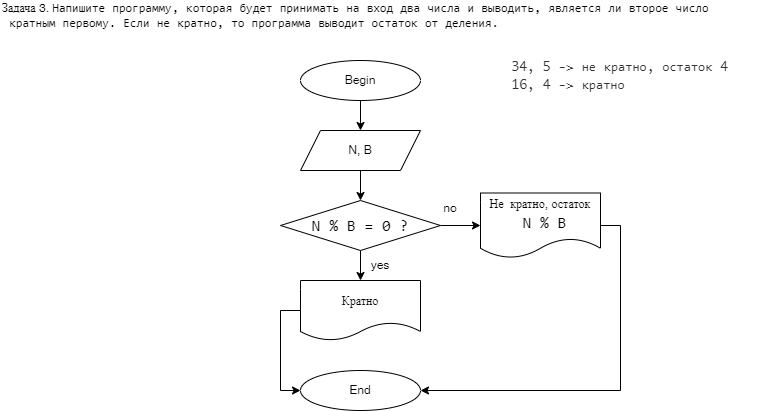 Задача 3. Напишите программу, которая будет принимать на вход два числа и выводить, является ли второе число
кратным первому. Если не кратно, то программа выводит остаток от деления.
34, 5 -> не кратно, остаток 4
16, 4 -> кратно
Begin
N, B
N % B = 0 ?
no
Не кратно, остаток
N % B
yes
Кратно
End